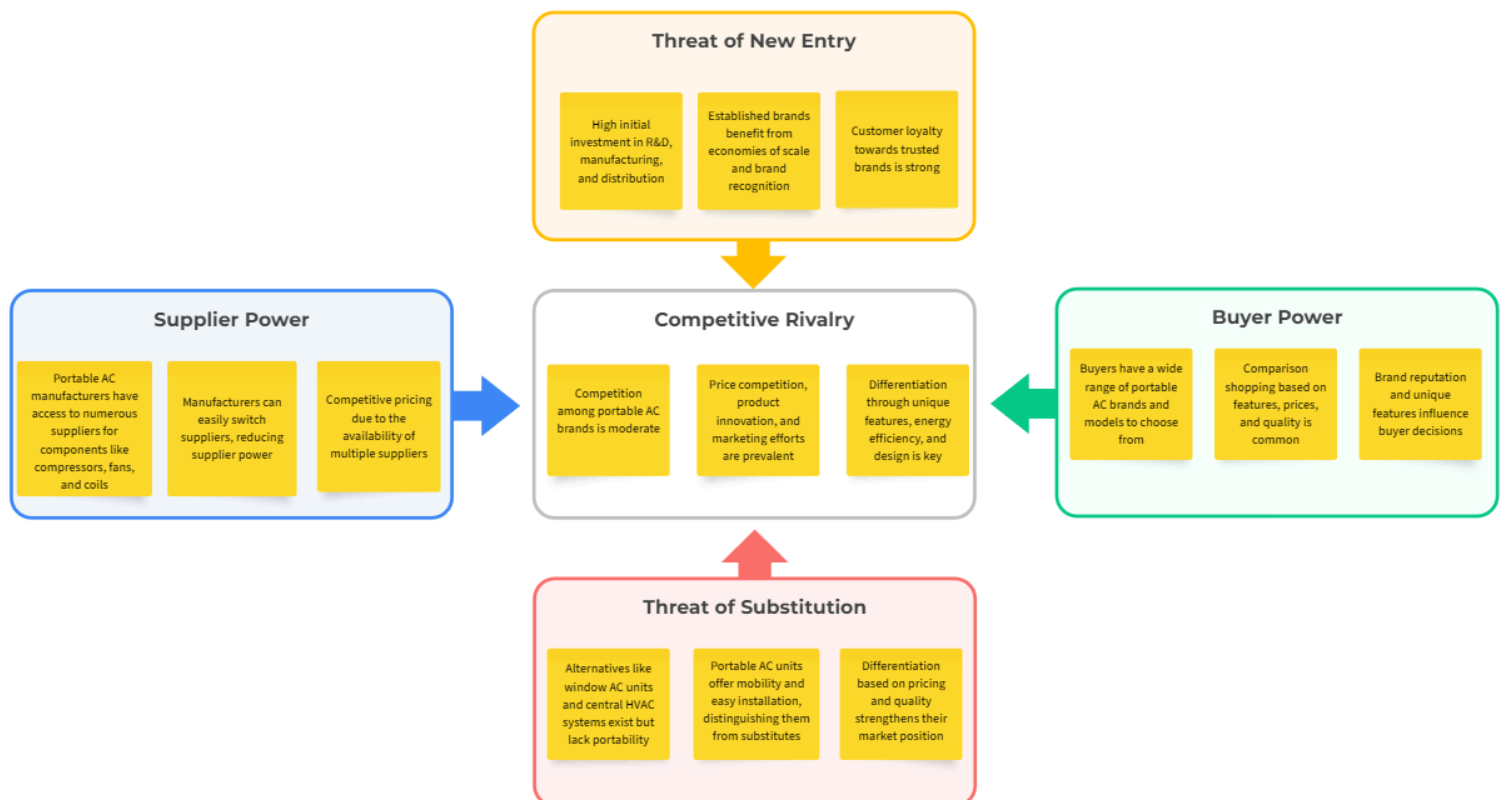 Threat of New Entry
High initial
investment in R&D,
manufacturing,
and distribution
Established brands
benefit from
economies of scale
and brand
recognition
Customer loyalty
towards trusted
brands is strong
Supplier Power
Portable AC
manufacturers have
access to numerous
suppliers for
components like
compressors, fans,
and coils
Manufacturers can
easily switch
suppliers, reducing
supplier power
Competitive pricing
due to the
availability of
multiple suppliers
Competitive Rivalry
Competition
among portable AC
brands is moderate
Price competition,
product
innovation, and
marketing efforts
are prevalent
Differentiation
through unique
features, energy
efficiency, and
design is key
Buyer Power
Buyers have a wide
range of portable
AC brands and
models to choose
from
Comparison
shopping based on
features, prices,
and quality is
common
Brand reputation
and unique
features influence
buyer decisions
Threat of Substitution
Alternatives like
window AC units
and central HVAC
systems exist but
lack portability
Portable AC units
offer mobility and
easy installation,
distinguishing them
from substitutes
Differentiation
based on pricing
and quality
strengthens their
market position